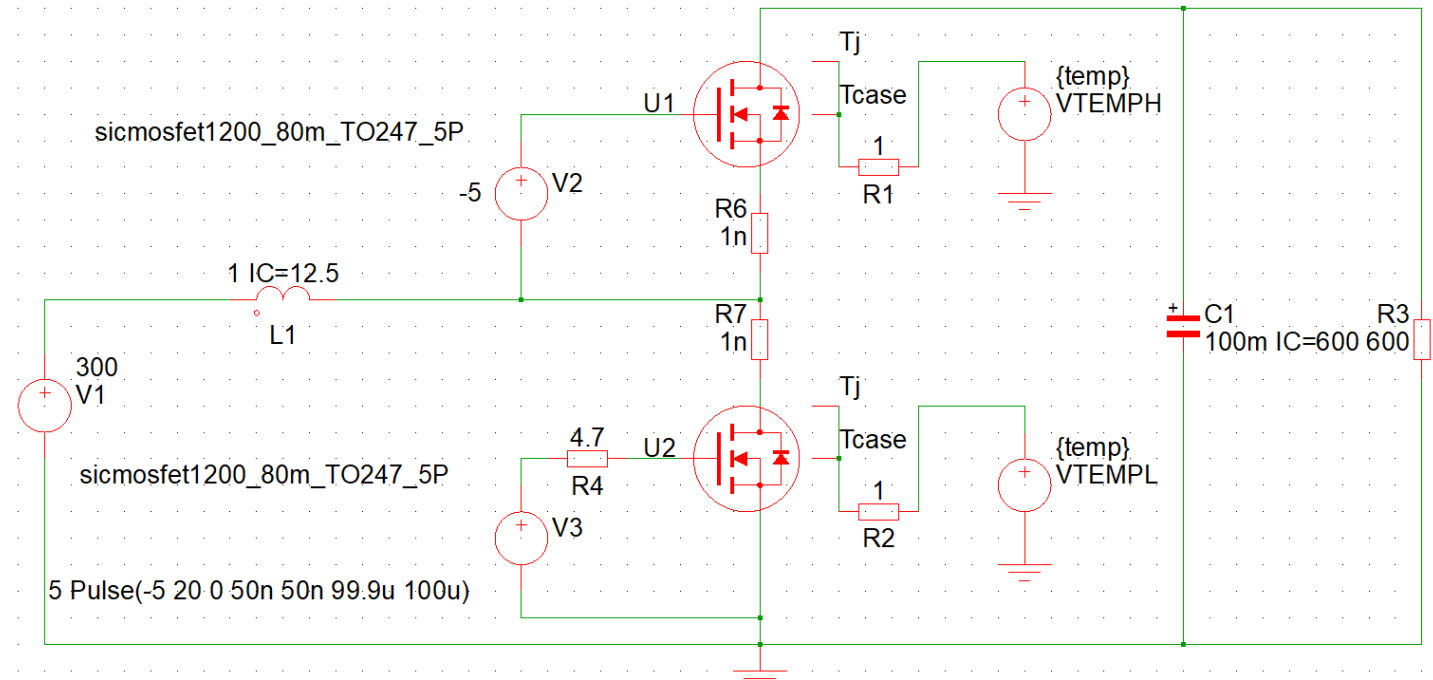 Tj
{temp}
VTEMPH
Tcase
U1
sicmosfet1200_80m_TO247_5P
+
1
R1
+
V2
-5
R6
1n
1 IC=12.5
L1
R7
1n
+
C1
100m IC=600
R3
600
300
V1
+
Tj
Tcase
{temp}
VTEMPL
+
4.7
R4
U2
sicmosfet1200_80m_TO247_5P
1
R2
+
V3
5 Pulse(-5 20 0 50n 50n 99.9u 100u)